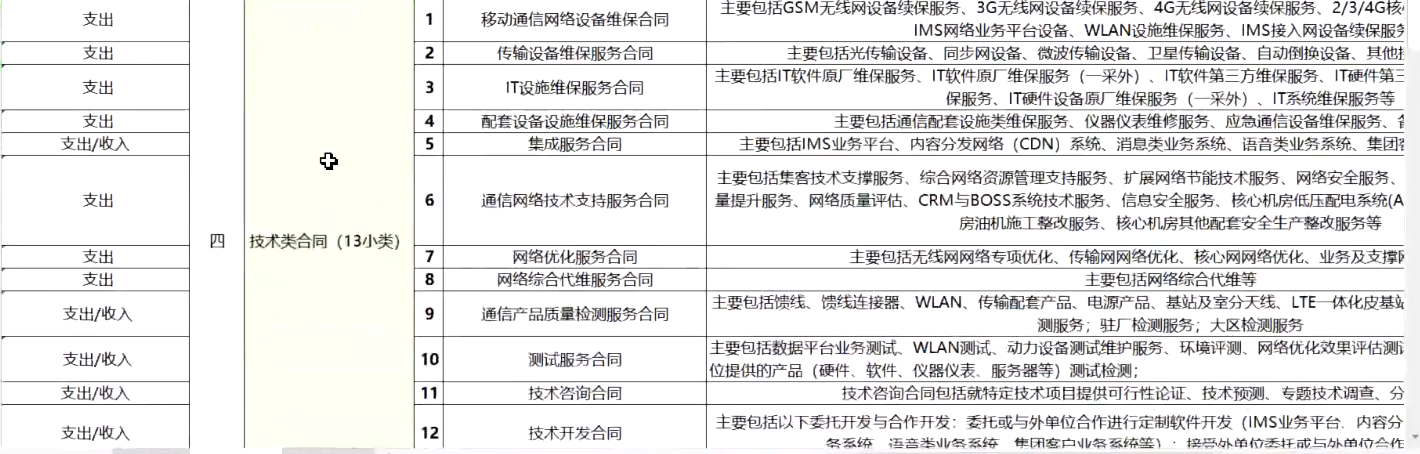 支出
1
移动通信网络设备维保合同
主要包括GSM无线网设备续保服务、3G无线网设备续保服务、4G无线网设备续保服务、2/3/4G核
IMS网络业务平台设备、WLAN设施维保服务、IMS接入网设备续保服务
支出
2
传输设备维保服务合同
主要包括光传输设备、同步网设备、微波传输设备、卫星传输设备、自动倒换设备、其他
支出
3
IT设施维保服务合同
主要包括IT软件原厂维保服务、IT软件原厂维保服务（一采外）、IT软件第三方维保服务、IT硬件第三
保服务、IT硬件设备原厂维保服务（一采外）、IT系统维保服务等
支出
4
配套设备设施维保服务合同
主要包括通信配套设施类维保服务、仪器仪表维修服务、应急通信设备维保服务、
支出/收入
5
集成服务合同
主要包括IMS业务平台、内容分发网络（CDN）系统、消息类业务系统、语音类业务系统、集团
支出
6
通信网络技术支持服务合同
主要包括集客技术支撑服务、综合网络资源管理支持服务、扩展网络节能技术服务、网络安全服务、
量提升服务、网络质量评估、CRM与BOSS系统技术服务、信息安全服务、核心机房低压配电系统(A
房油机施工整改服务、核心机房其他配套安全生产整改服务等
四
技术类合同（13小类）
支出
7
网络优化服务合同
主要包括无线网网络专项优化、传输网网络优化、核心网网络优化、业务及支撑
支出
8
网络综合代维服务合同
主要包括网络综合代维等
支出/收入
9
通信产品质量检测服务合同
主要包括馈线、馈线连接器、WLAN、传输配套产品、电源产品、基站及室分天线、LTE一体化皮基站
测服务；驻厂检测服务；大区检测服务
支出/收入
10
测试服务合同
主要包括数据平台业务测试、WLAN测试、动力设备测试维护服务、环境评测、网络优化效果评估测试
位提供的产品（硬件、软件、仪器仪表、服务器等）测试检测；
支出/收入
11
技术咨询合同
技术咨询合同包括就特定技术项目提供可行性论证、技术预测、专题技术调查、分
支出/收入
12
技术开发合同
主要包括以下委托开发与合作开发：委托或与外单位合作进行定制软件开发（IMS业务平台、内容分
务系统、语音类业务系统、集团客户业务系统等）；接受外单位委托或与外单位合作